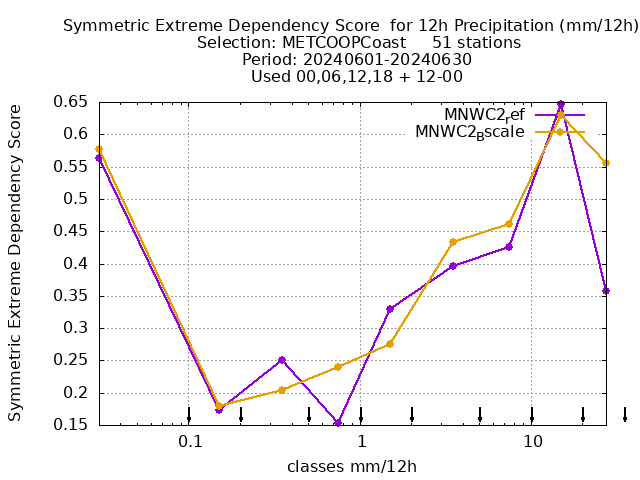 Symmetric Extreme Dependency Score  for 12h Precipitation (mm/12h)
Selection: METCOOPCoast     51 stations
Period: 20240601-20240630
Used 00,06,12,18 + 12-00
Symmetric Extreme Dependency Score
0.65
0.6
0.55
0.5
0.45
0.4
0.35
0.3
0.25
0.2
0.15
MNWC2ref
MNWC2Bscale
0.1 1 10
classes mm/12h